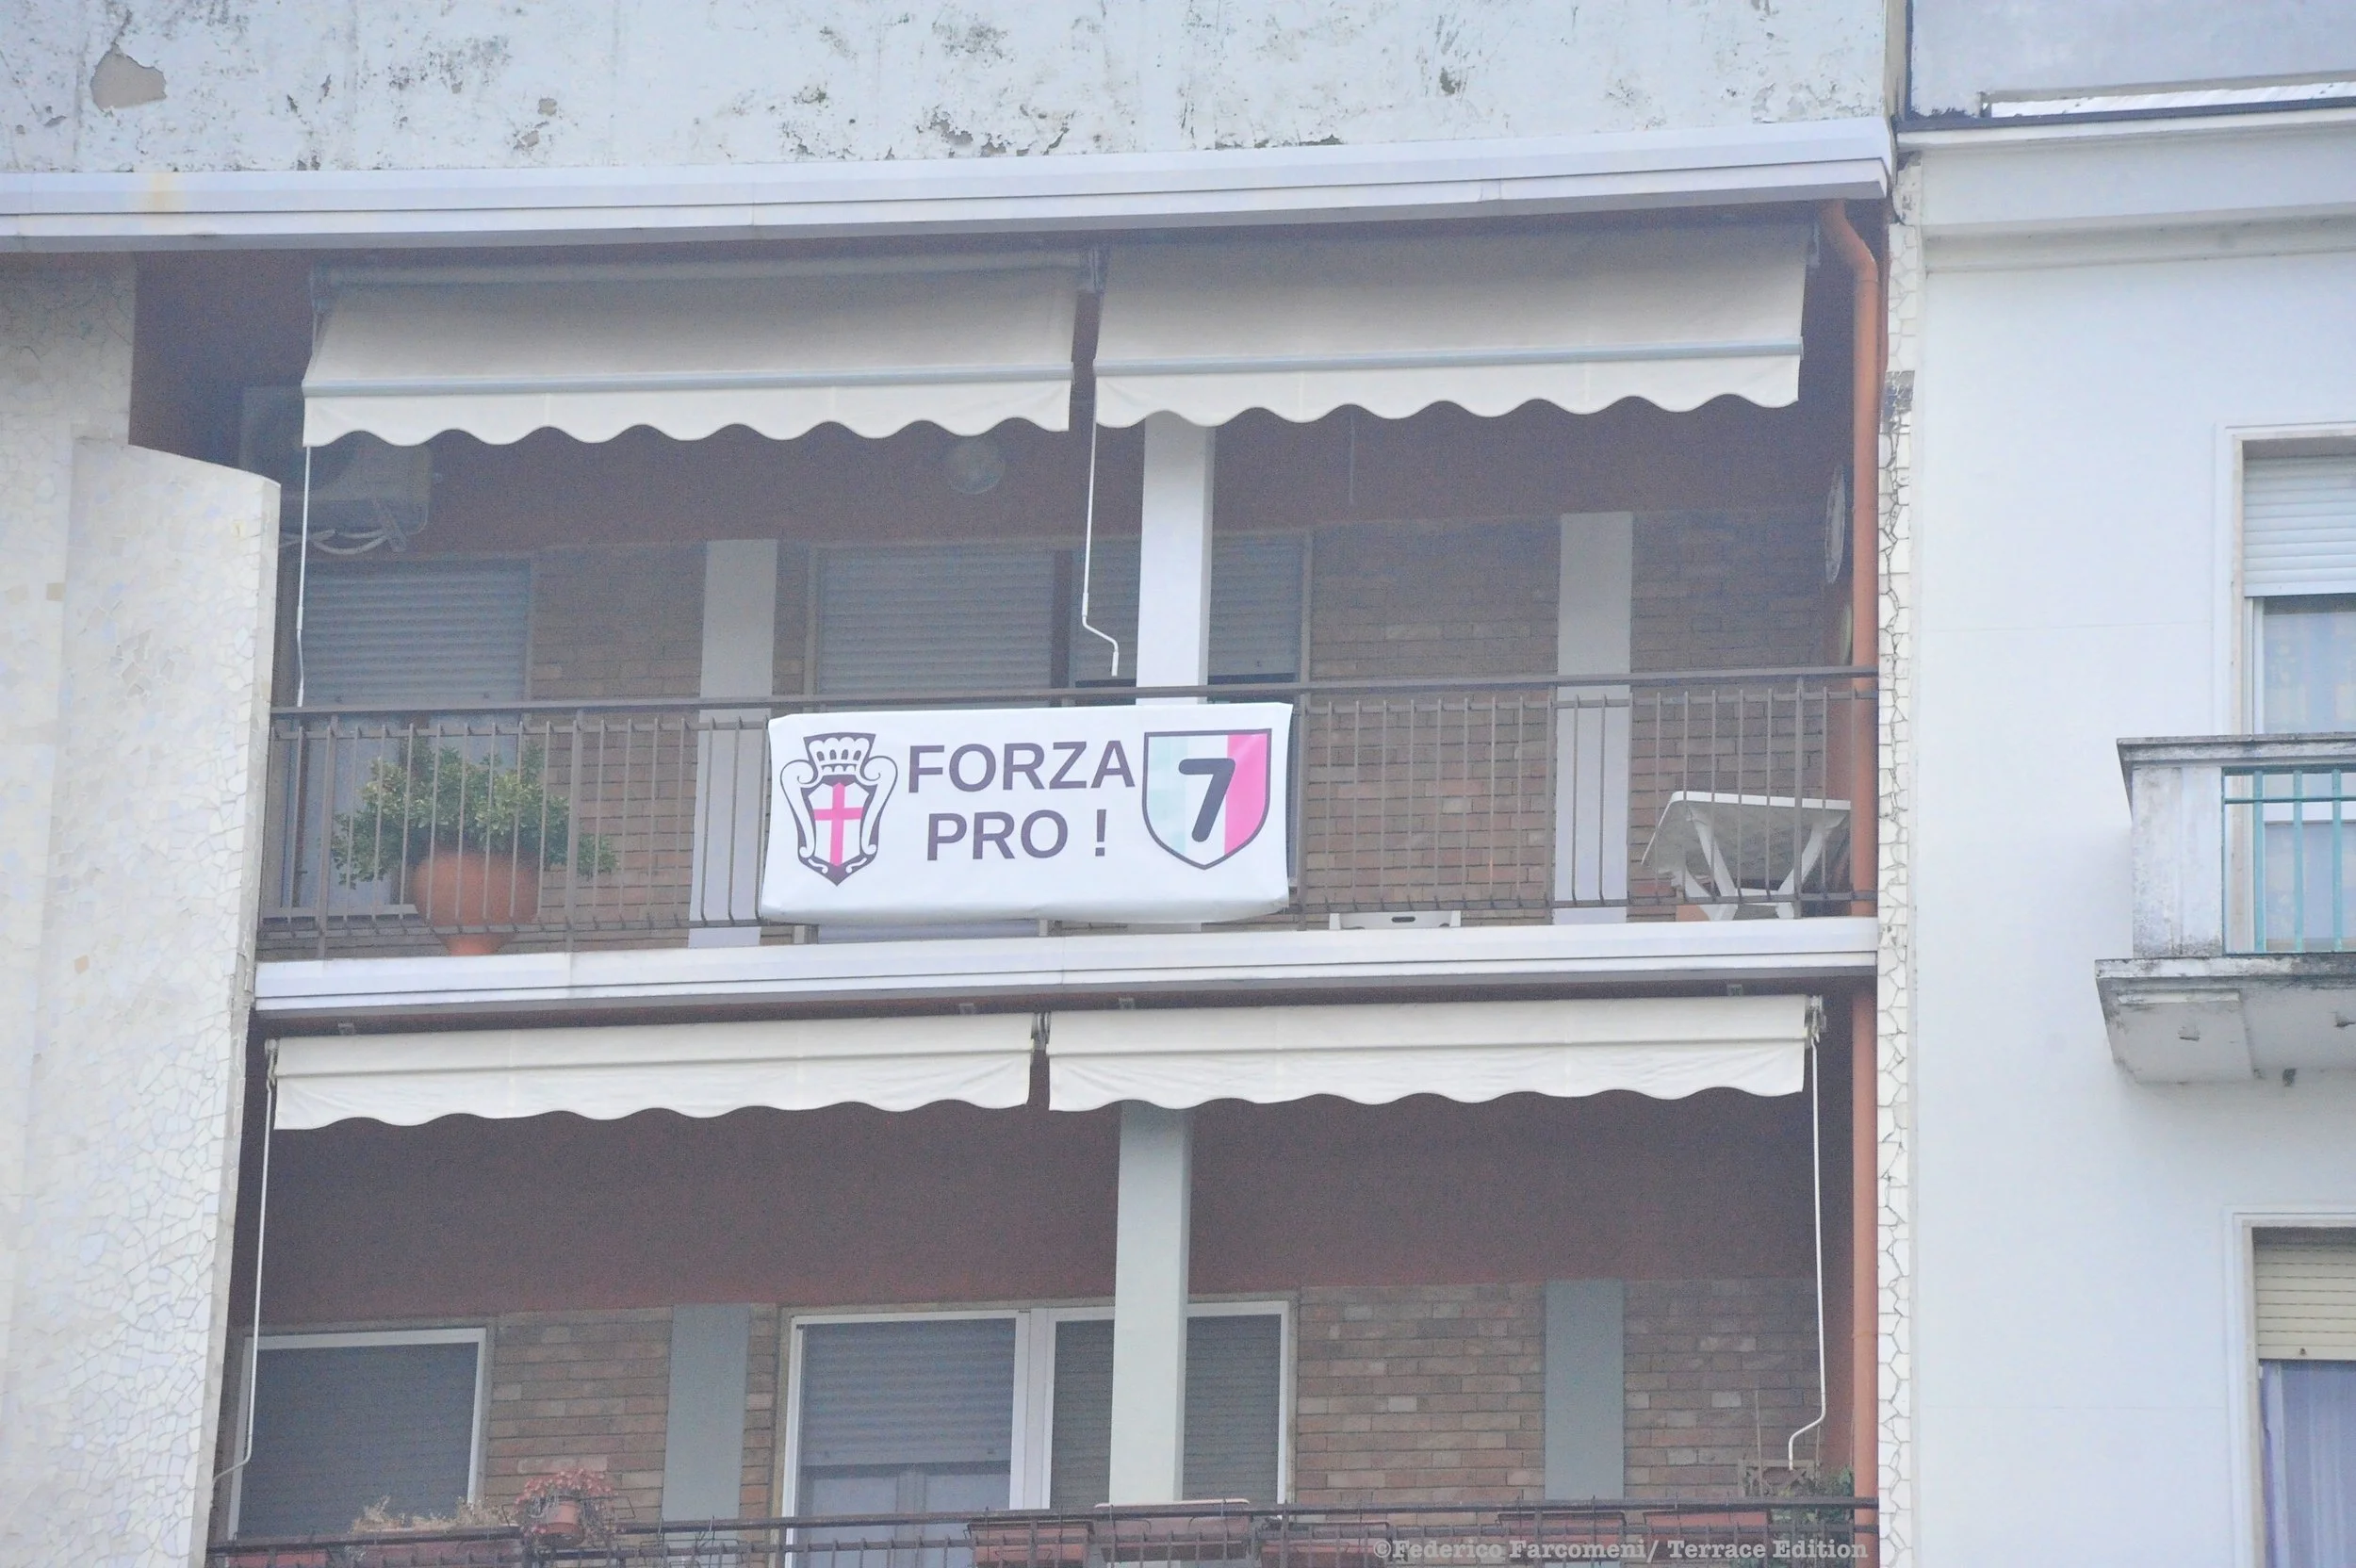 FORZA
PRO !
7
©Federico Farcomeni/ Terrace Edition